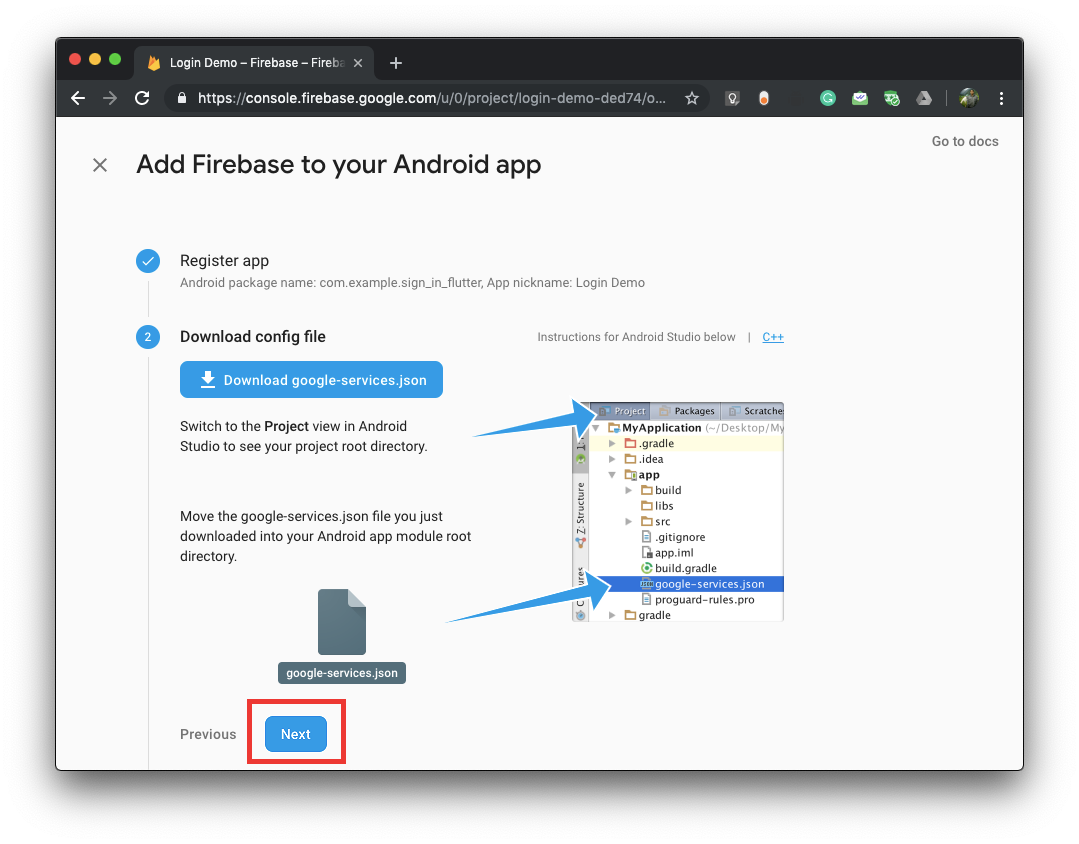 Login Demo – Firebase – Fireba
https://console.firebase.google.com/u/0/project/login-demo-ded74/o...
Go to docs
Add Firebase to your Android app
Register app
Android package name: com.example.sign_in_flutter, App nickname: Login Demo
2
Download config file
Instructions for Android Studio below | C++
Download google-services.json
Switch to the Project view in Android
Studio to see your project root directory.
Move the google-services.json file you just
downloaded into your Android app module root
directory.
google-services.json
Project Packages Scratches
MyApplication (~/Desktop/My
.gradle
.idea
app
build
libs
src
.gitignore
app.iml
build.gradle
google-services.json
proguard-rules.pro
gradle
Z: Structure
Previous
Next